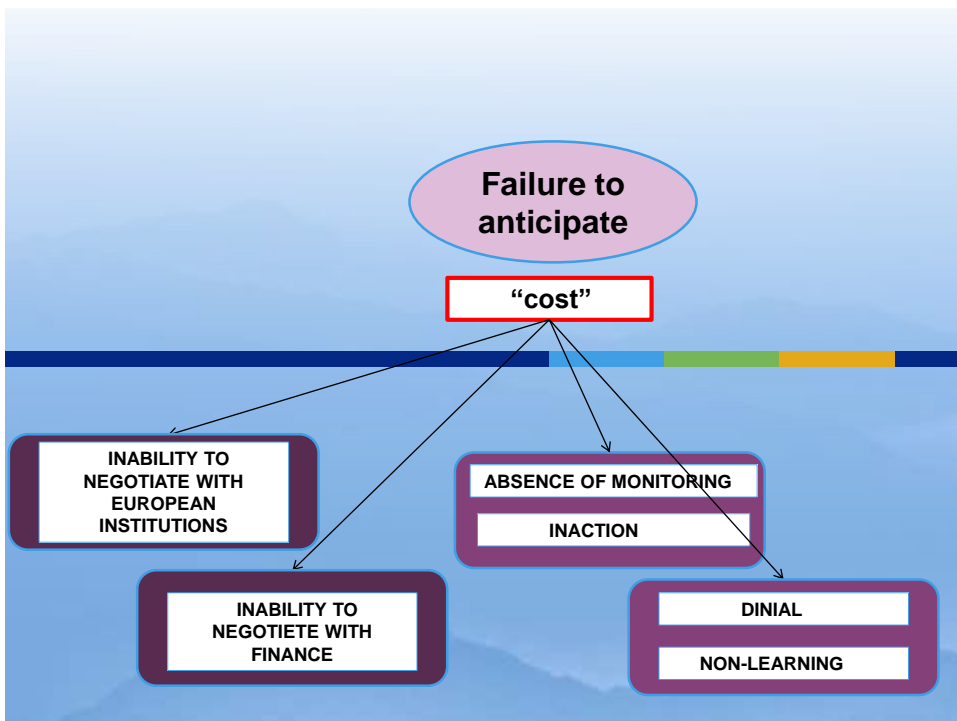 Failure to
anticipate
“cost”
INABILITY TO
NEGOTIATE WITH
EUROPEAN
INSTITUTIONS
ABSENCE OF MONITORING
INACTION
INABILITY TO
NEGOTIETE WITH
FINANCE
DINIAL
NON-LEARNING